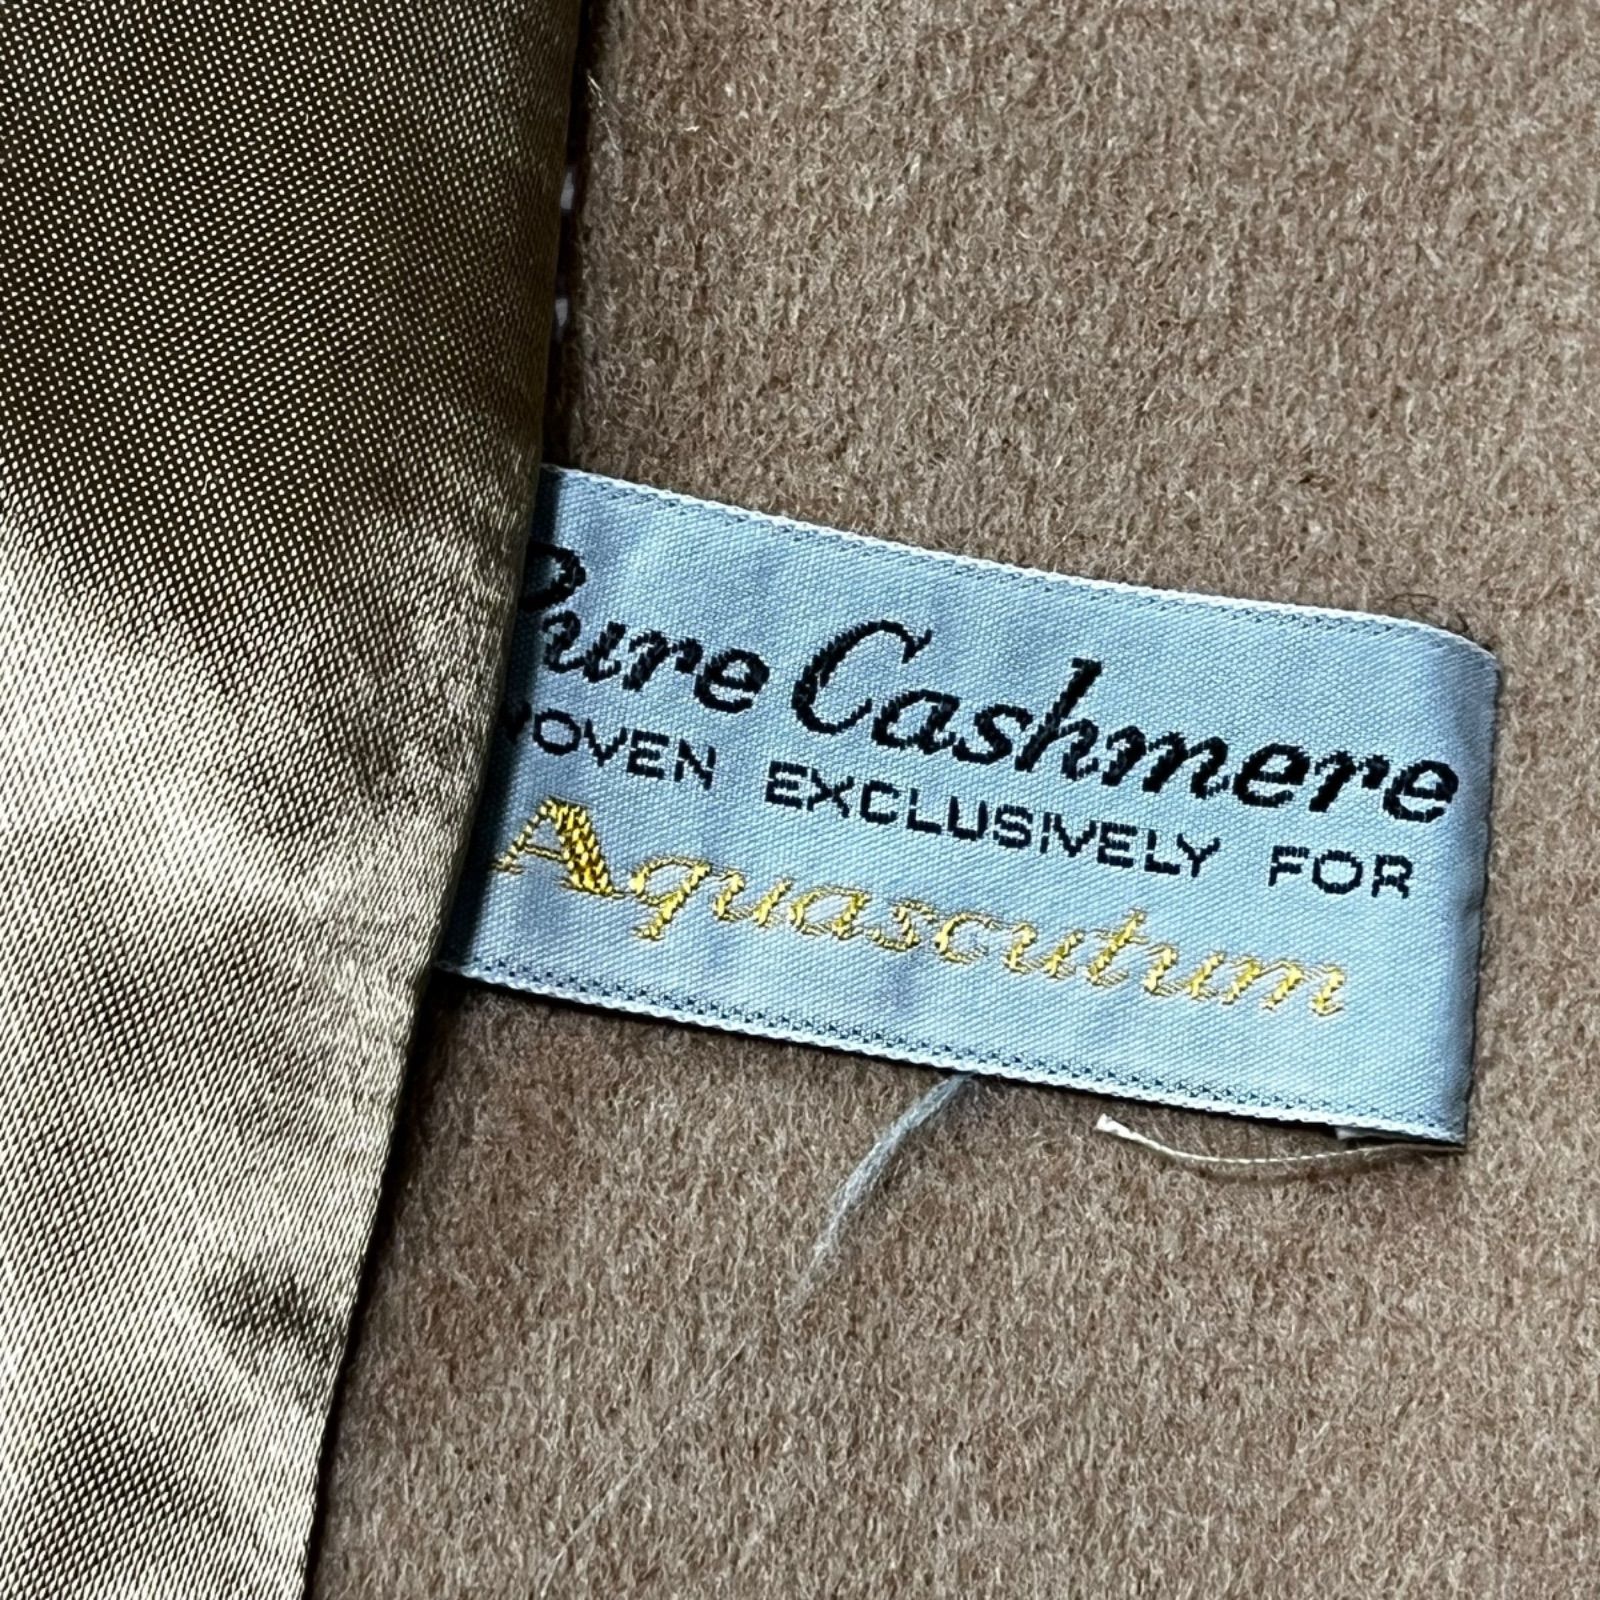 Pure Cashmere
WOVEN EXCLUSIVELY FOR
Aquascutum